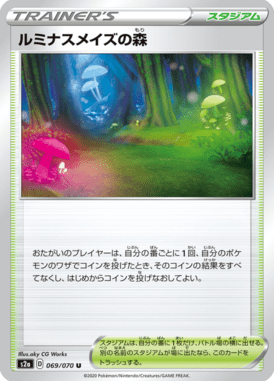 TRAINER'S
スタジアム
ルミナスメイズの森
おたがいのプレイヤーは、自分の番ごとに1回、自分のポケ
モンのワザでコインを投げたとき、そのコインの結果をすべ
てなくし、はじめからコインを投げなおしてよい。
Illus.aky CG Works
s2a D 069/070 U
スタジアムは、自分の番に1枚だけ、バトル場の横に出せる。
別の名前のスタジアムが場に出たなら、このカードを
トラッシュする。
©2020 Pokémon/Nintendo/Creatures/GAME FREAK.